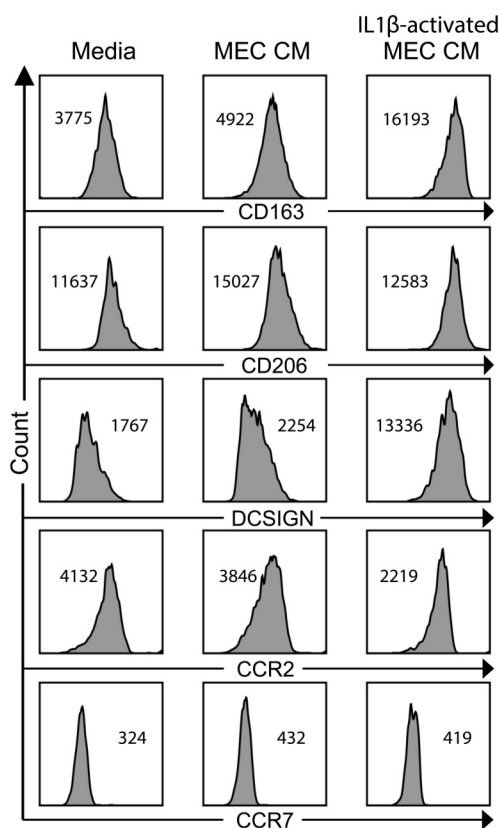 IL1β-activated
Media MEC CM MEC CM
3775 4922 16193
CD163
11637 15027 12583
CD206
1767 2254 13336
DCSIGN
4132 3846 2219
CCR2
324 432 419
CCR7
Count